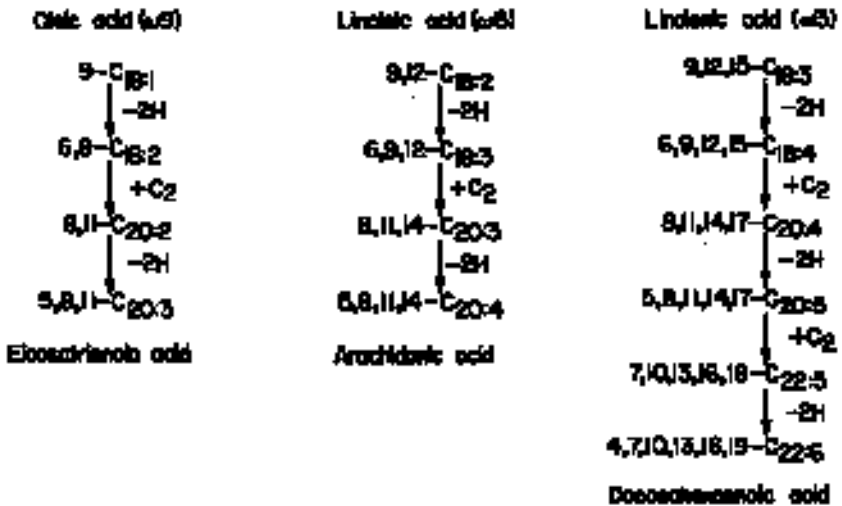 Oleic acid (ω9)
9-C18:1
-2H
6,9-C18:2
+C2
8,11-C20:2
-2H
5,8,11-C20:3
Eicosatrienoic acid
Linoleic acid (ω6)
9,12-C18:2
-2H
6,9,12-C18:3
+C2
8,11,14-C20:3
-2H
5,8,11,14-C20:4
Arachidonic acid
Linolenic acid (ω3)
9,12,15-C18:3
-2H
6,9,12,15-C18:4
+C2
8,11,14,17-C20:4
-2H
5,8,11,14,17-C20:5
+C2
7,10,13,16,19-C22:5
-2H
4,7,10,13,16,19-C22:6
Docosahexaenoic acid